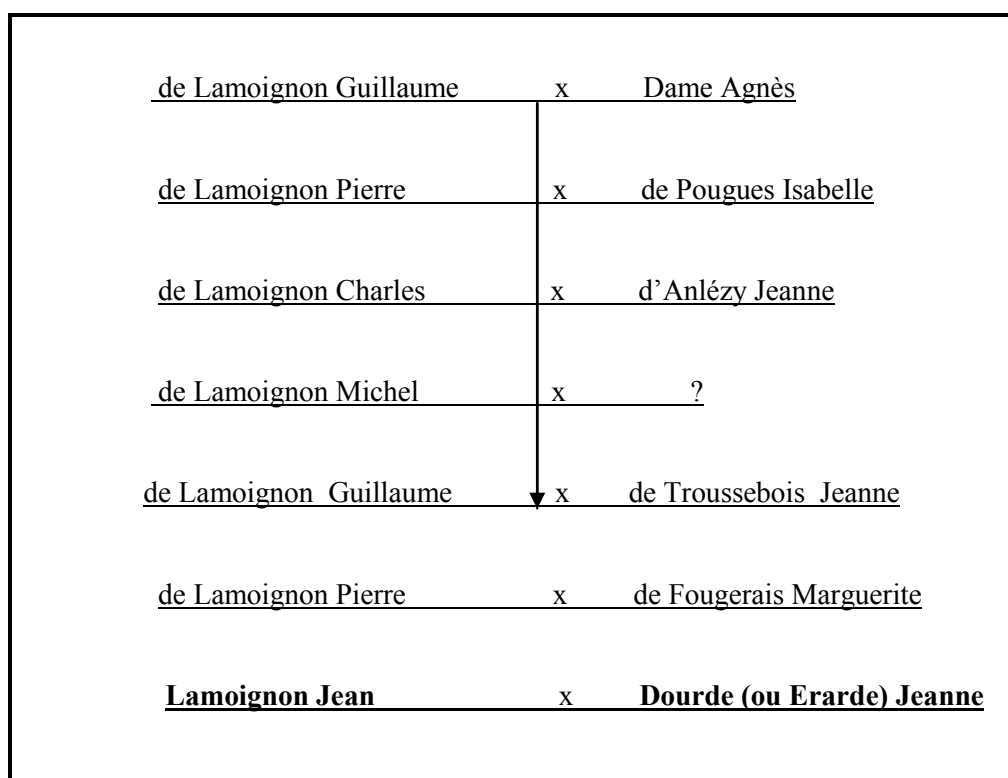 de Lamoignon Guillaume x Dame Agnès
de Lamoignon Pierre x de Pougues Isabelle
de Lamoignon Charles x d’Anlézy Jeanne
de Lamoignon Michel x ?
de Lamoignon Guillaume x de Troussebois Jeanne
de Lamoignon Pierre x de Fougerais Marguerite
Lamoignon Jean x Dourde (ou Erarde) Jeanne